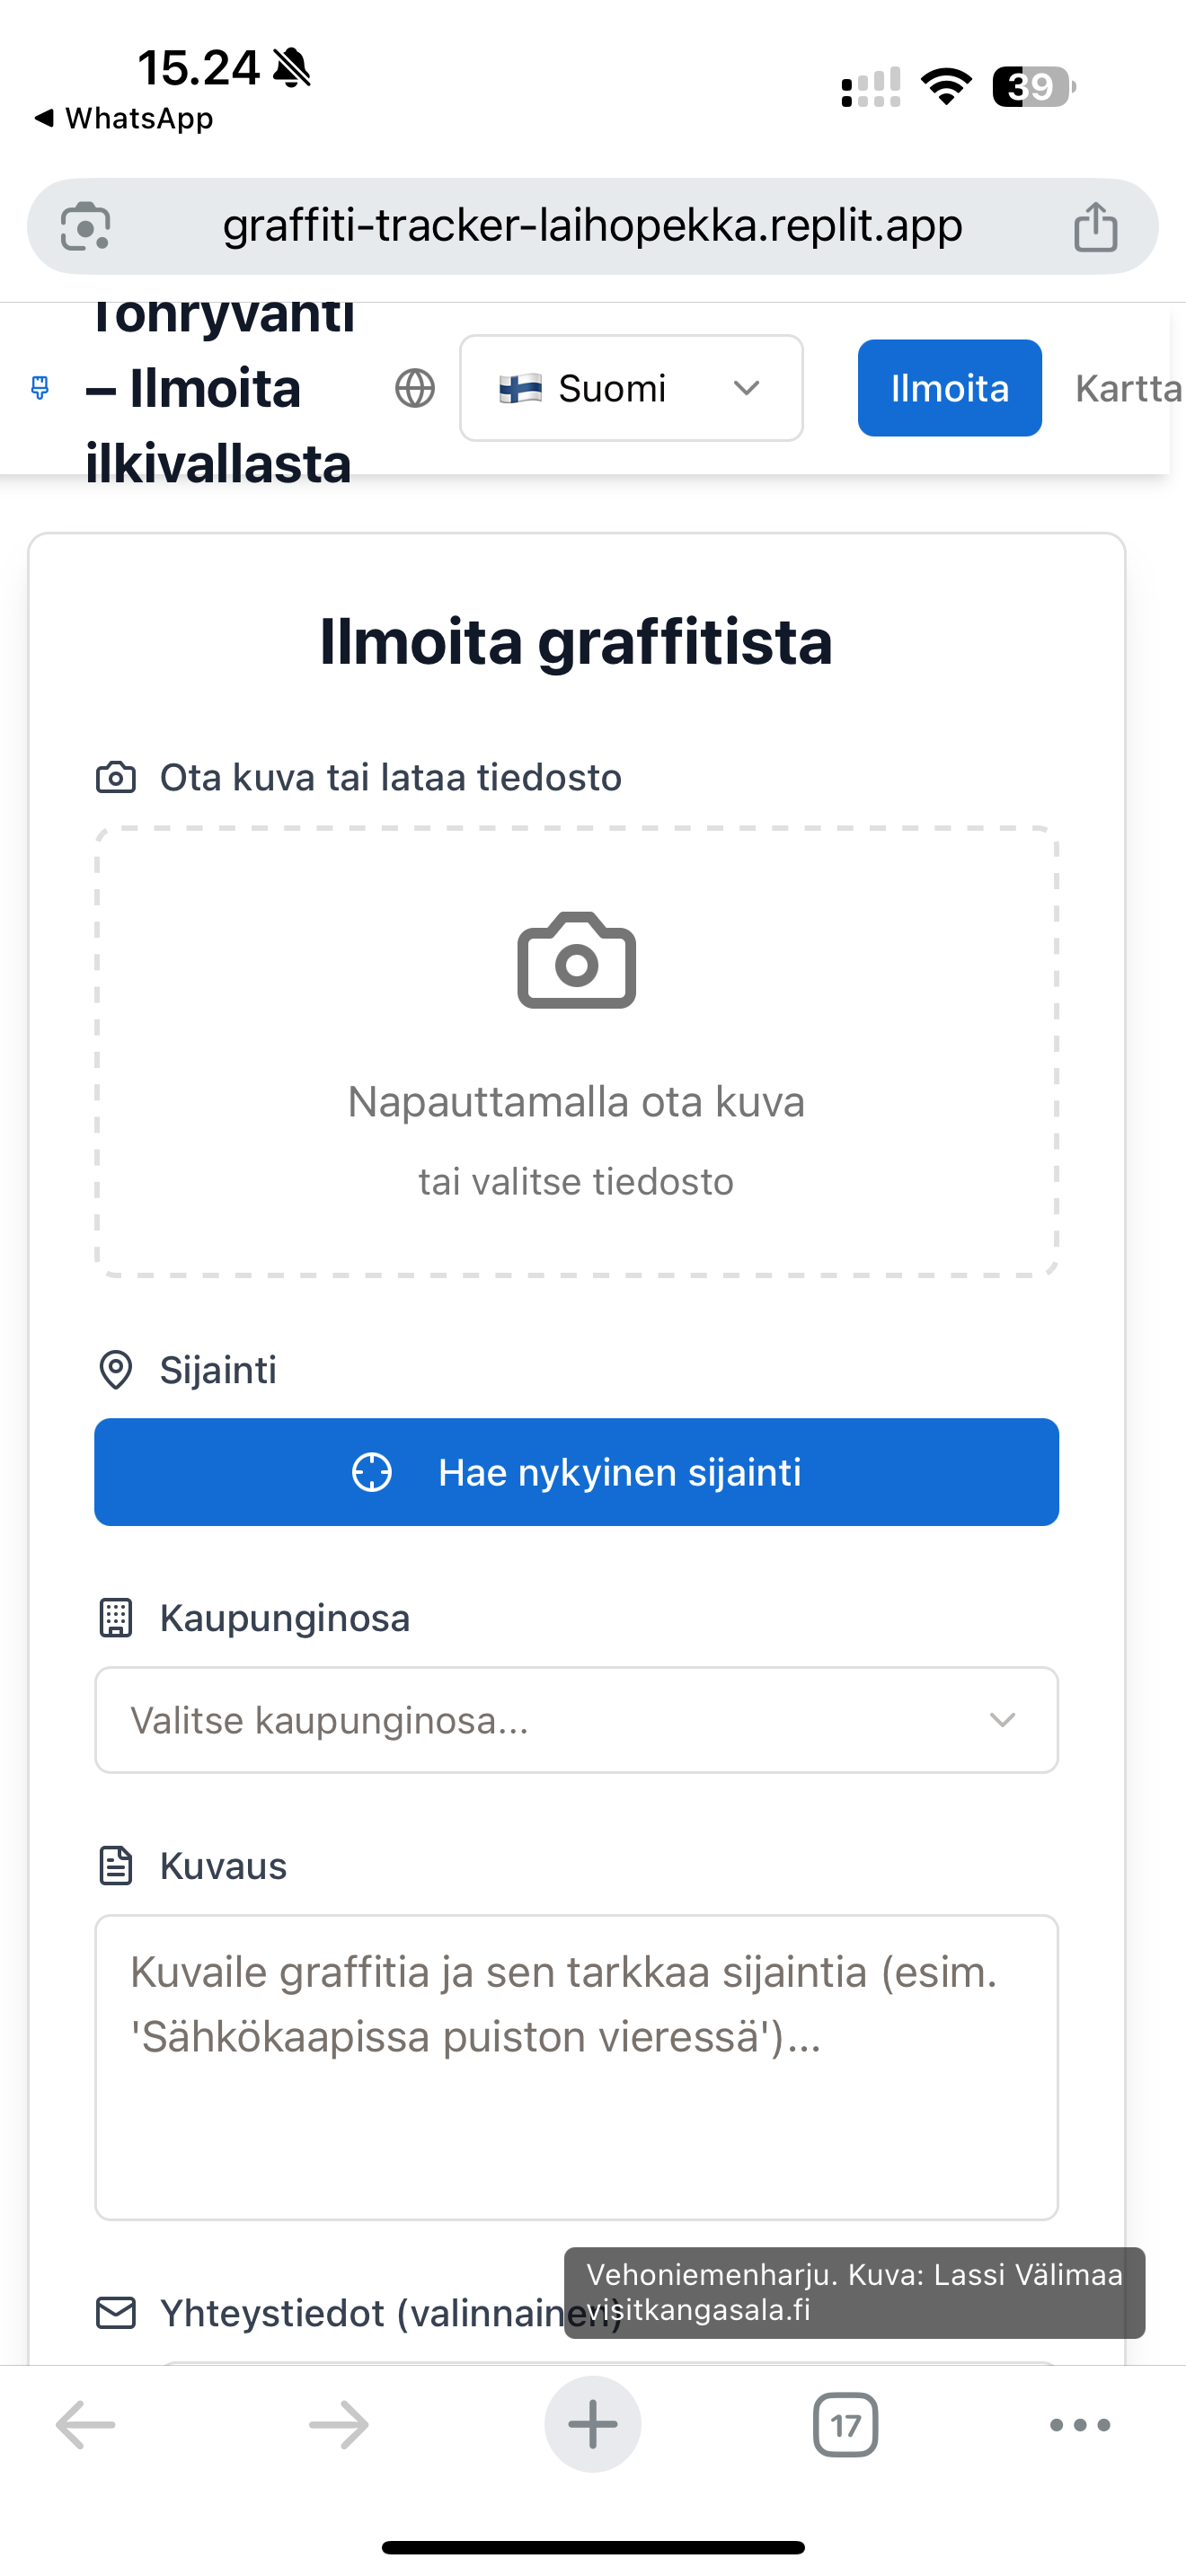 15.24
39
WhatsApp
graffiti-tracker-laihopekka.replit.app
Töhryvahti
– Ilmoita
ilkivallasta
Suomi
Ilmoita
Kartta
Ilmoita graffitista
Ota kuva tai lataa tiedosto
Napauttamalla ota kuva
tai valitse tiedosto
Sijainti
Hae nykyinen sijainti
Kaupunginosa
Valitse kaupunginosa...
Kuvaus
Kuvaile graffitia ja sen tarkkaa sijaintia (esim.
'Sähkökaapissa puiston vieressä')...
Vehoniemenharju. Kuva: Lassi Välimaa
visitkangasala.fi
Yhteystiedot (valinnainen)
17